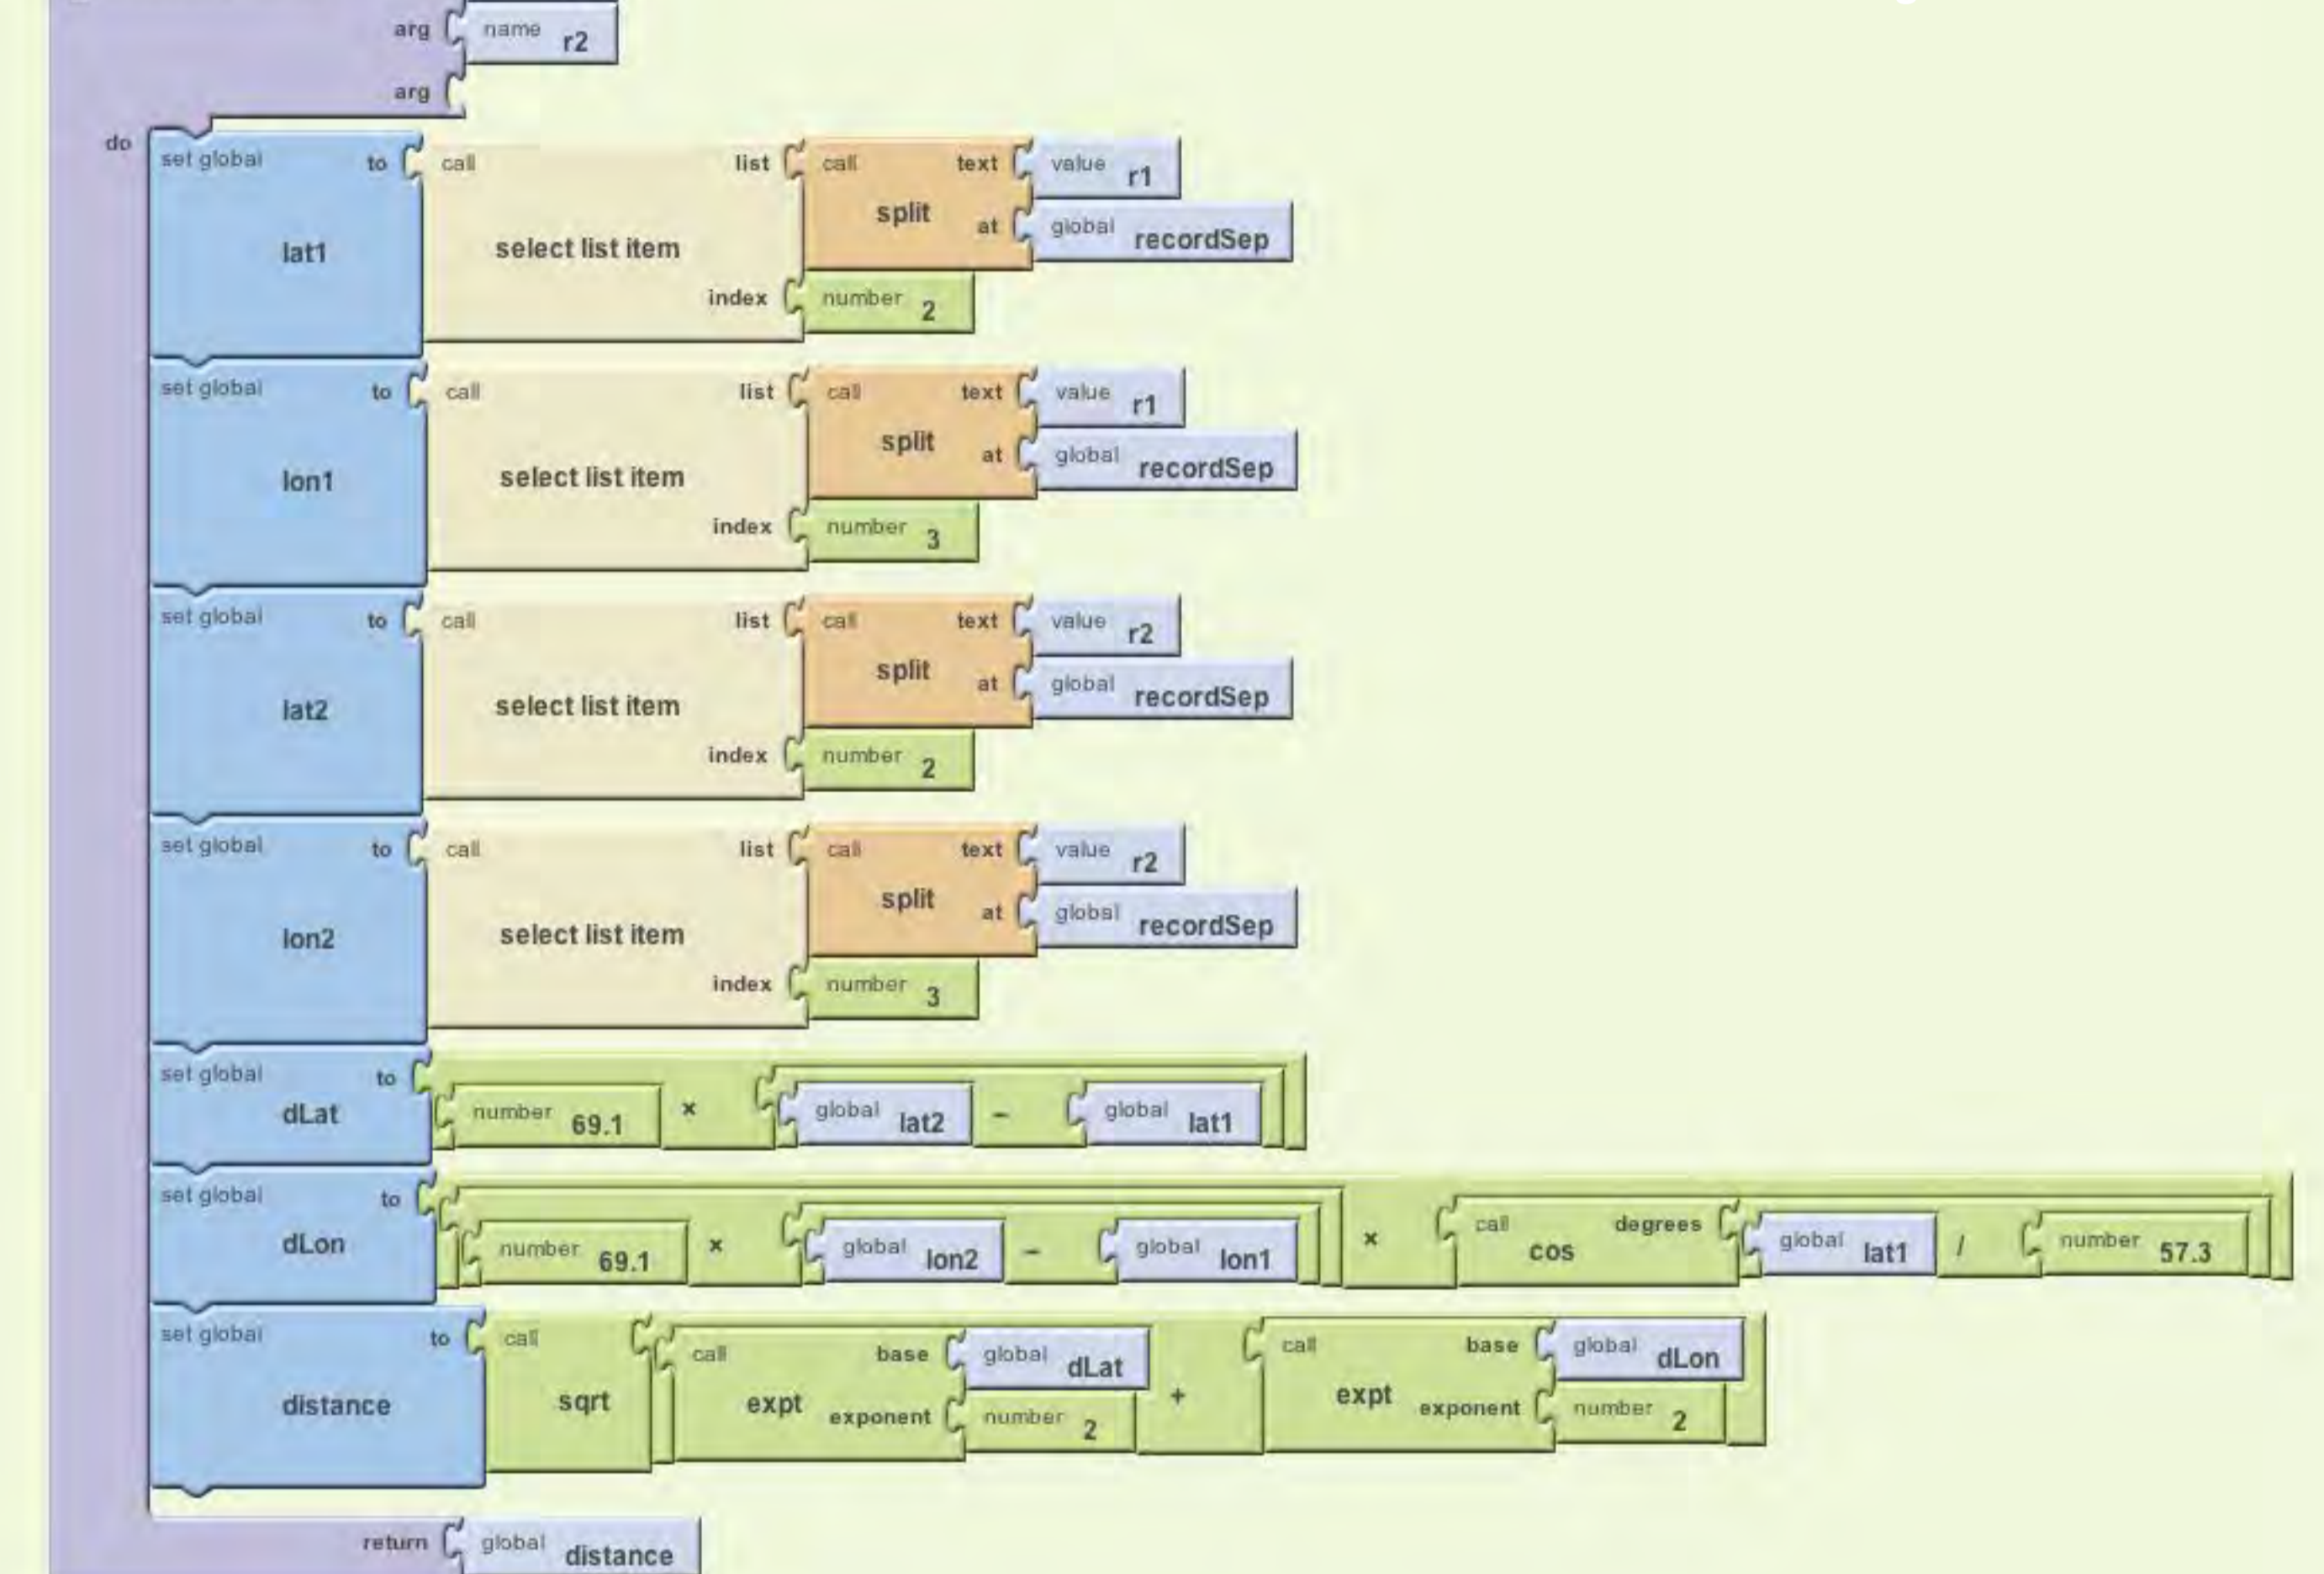 arg name r2
arg
do
set global lat1 to call select list item list call split text value r1
at global recordSep
index number 2
set global lon1 to call select list item list call split text value r1
at global recordSep
index number 3
set global lat2 to call select list item list call split text value r2
at global recordSep
index number 2
set global lon2 to call select list item list call split text value r2
at global recordSep
index number 3
set global dLat to number 69.1 × global lat2 − global lat1
set global dLon to number 69.1 × global lon2 − global lon1 × call cos degrees global lat1 / number 57.3
set global distance to call sqrt call expt base global dLat exponent number 2 + call expt base global dLon exponent number 2
return global distance